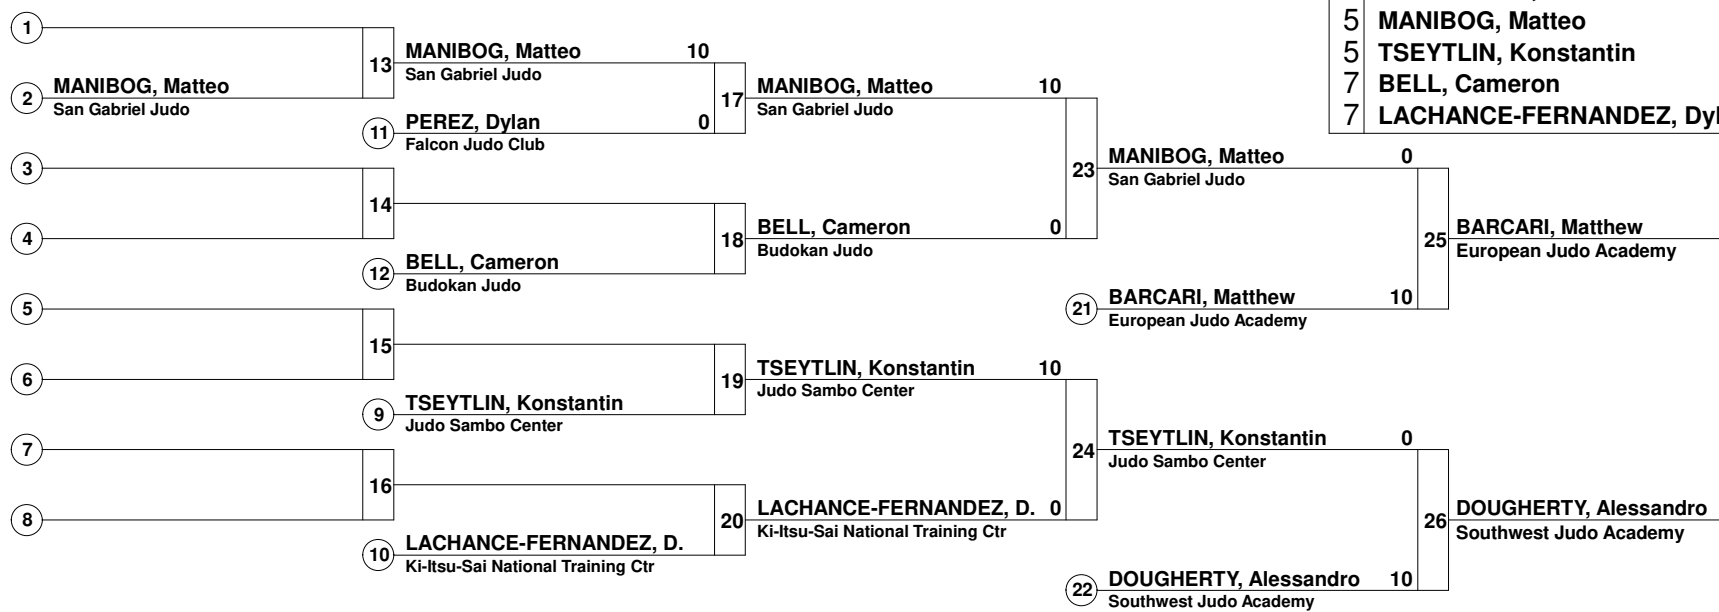 5 MANIBOG, Matteo
5 TSEYTLIN, Konstantin
7 BELL, Cameron
7 LACHANCE-FERNANDEZ, Dyl
1
2 MANIBOG, Matteo
San Gabriel Judo
13 MANIBOG, Matteo 10
San Gabriel Judo
11 PEREZ, Dylan 0
Falcon Judo Club
17 MANIBOG, Matteo 10
San Gabriel Judo
3
4
14
12 BELL, Cameron
Budokan Judo
18 BELL, Cameron 0
Budokan Judo
23 MANIBOG, Matteo 0
San Gabriel Judo
21 BARCARI, Matthew 10
European Judo Academy
25 BARCARI, Matthew
European Judo Academy
5
6
15
9 TSEYTLIN, Konstantin
Judo Sambo Center
19 TSEYTLIN, Konstantin 10
Judo Sambo Center
7
8
16
10 LACHANCE-FERNANDEZ, D.
Ki-Itsu-Sai National Training Ctr
20 LACHANCE-FERNANDEZ, D. 0
Ki-Itsu-Sai National Training Ctr
24 TSEYTLIN, Konstantin 0
Judo Sambo Center
22 DOUGHERTY, Alessandro 10
Southwest Judo Academy
26 DOUGHERTY, Alessandro
Southwest Judo Academy